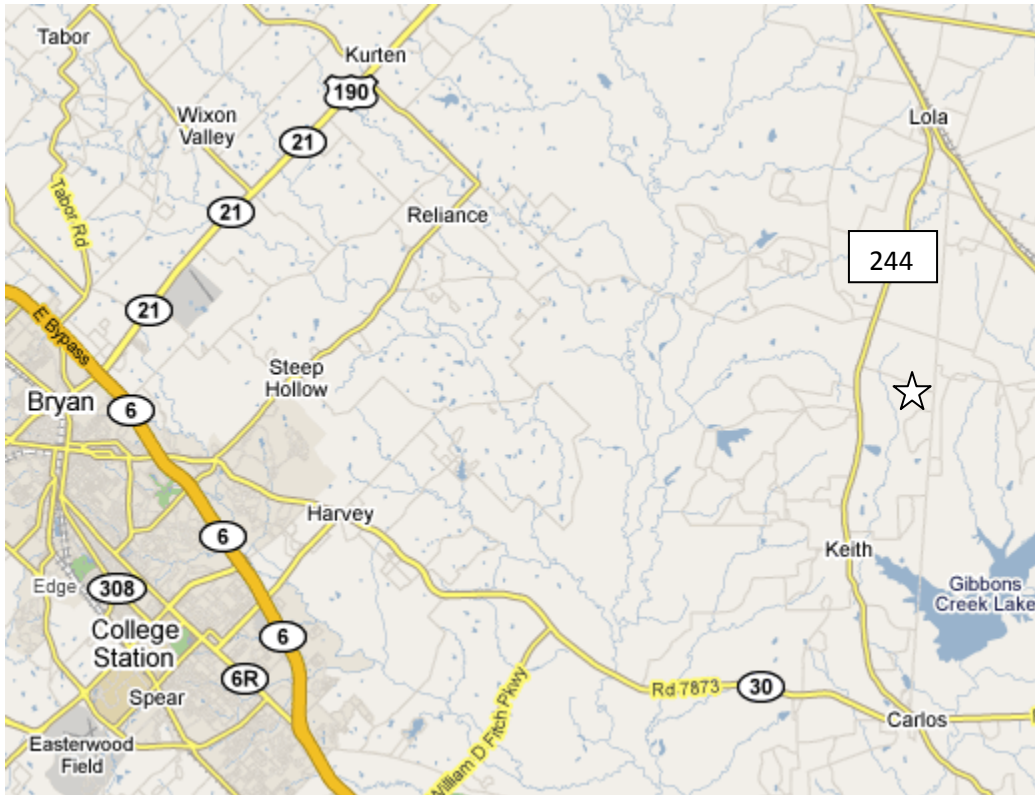 Tabor
Kurten
190
Wixon
Valley
21
Lola
Tabor Rd
21
Reliance
244
21
E Bypass
Steep
Hollow
Bryan
6
Harvey
6
Keith
Edge
308
Gibbons
Creek Lake
College
Station
6
6R
Rd 7873
30
Spear
William D Fitch Pkwy
Carlos
Easterwood
Field